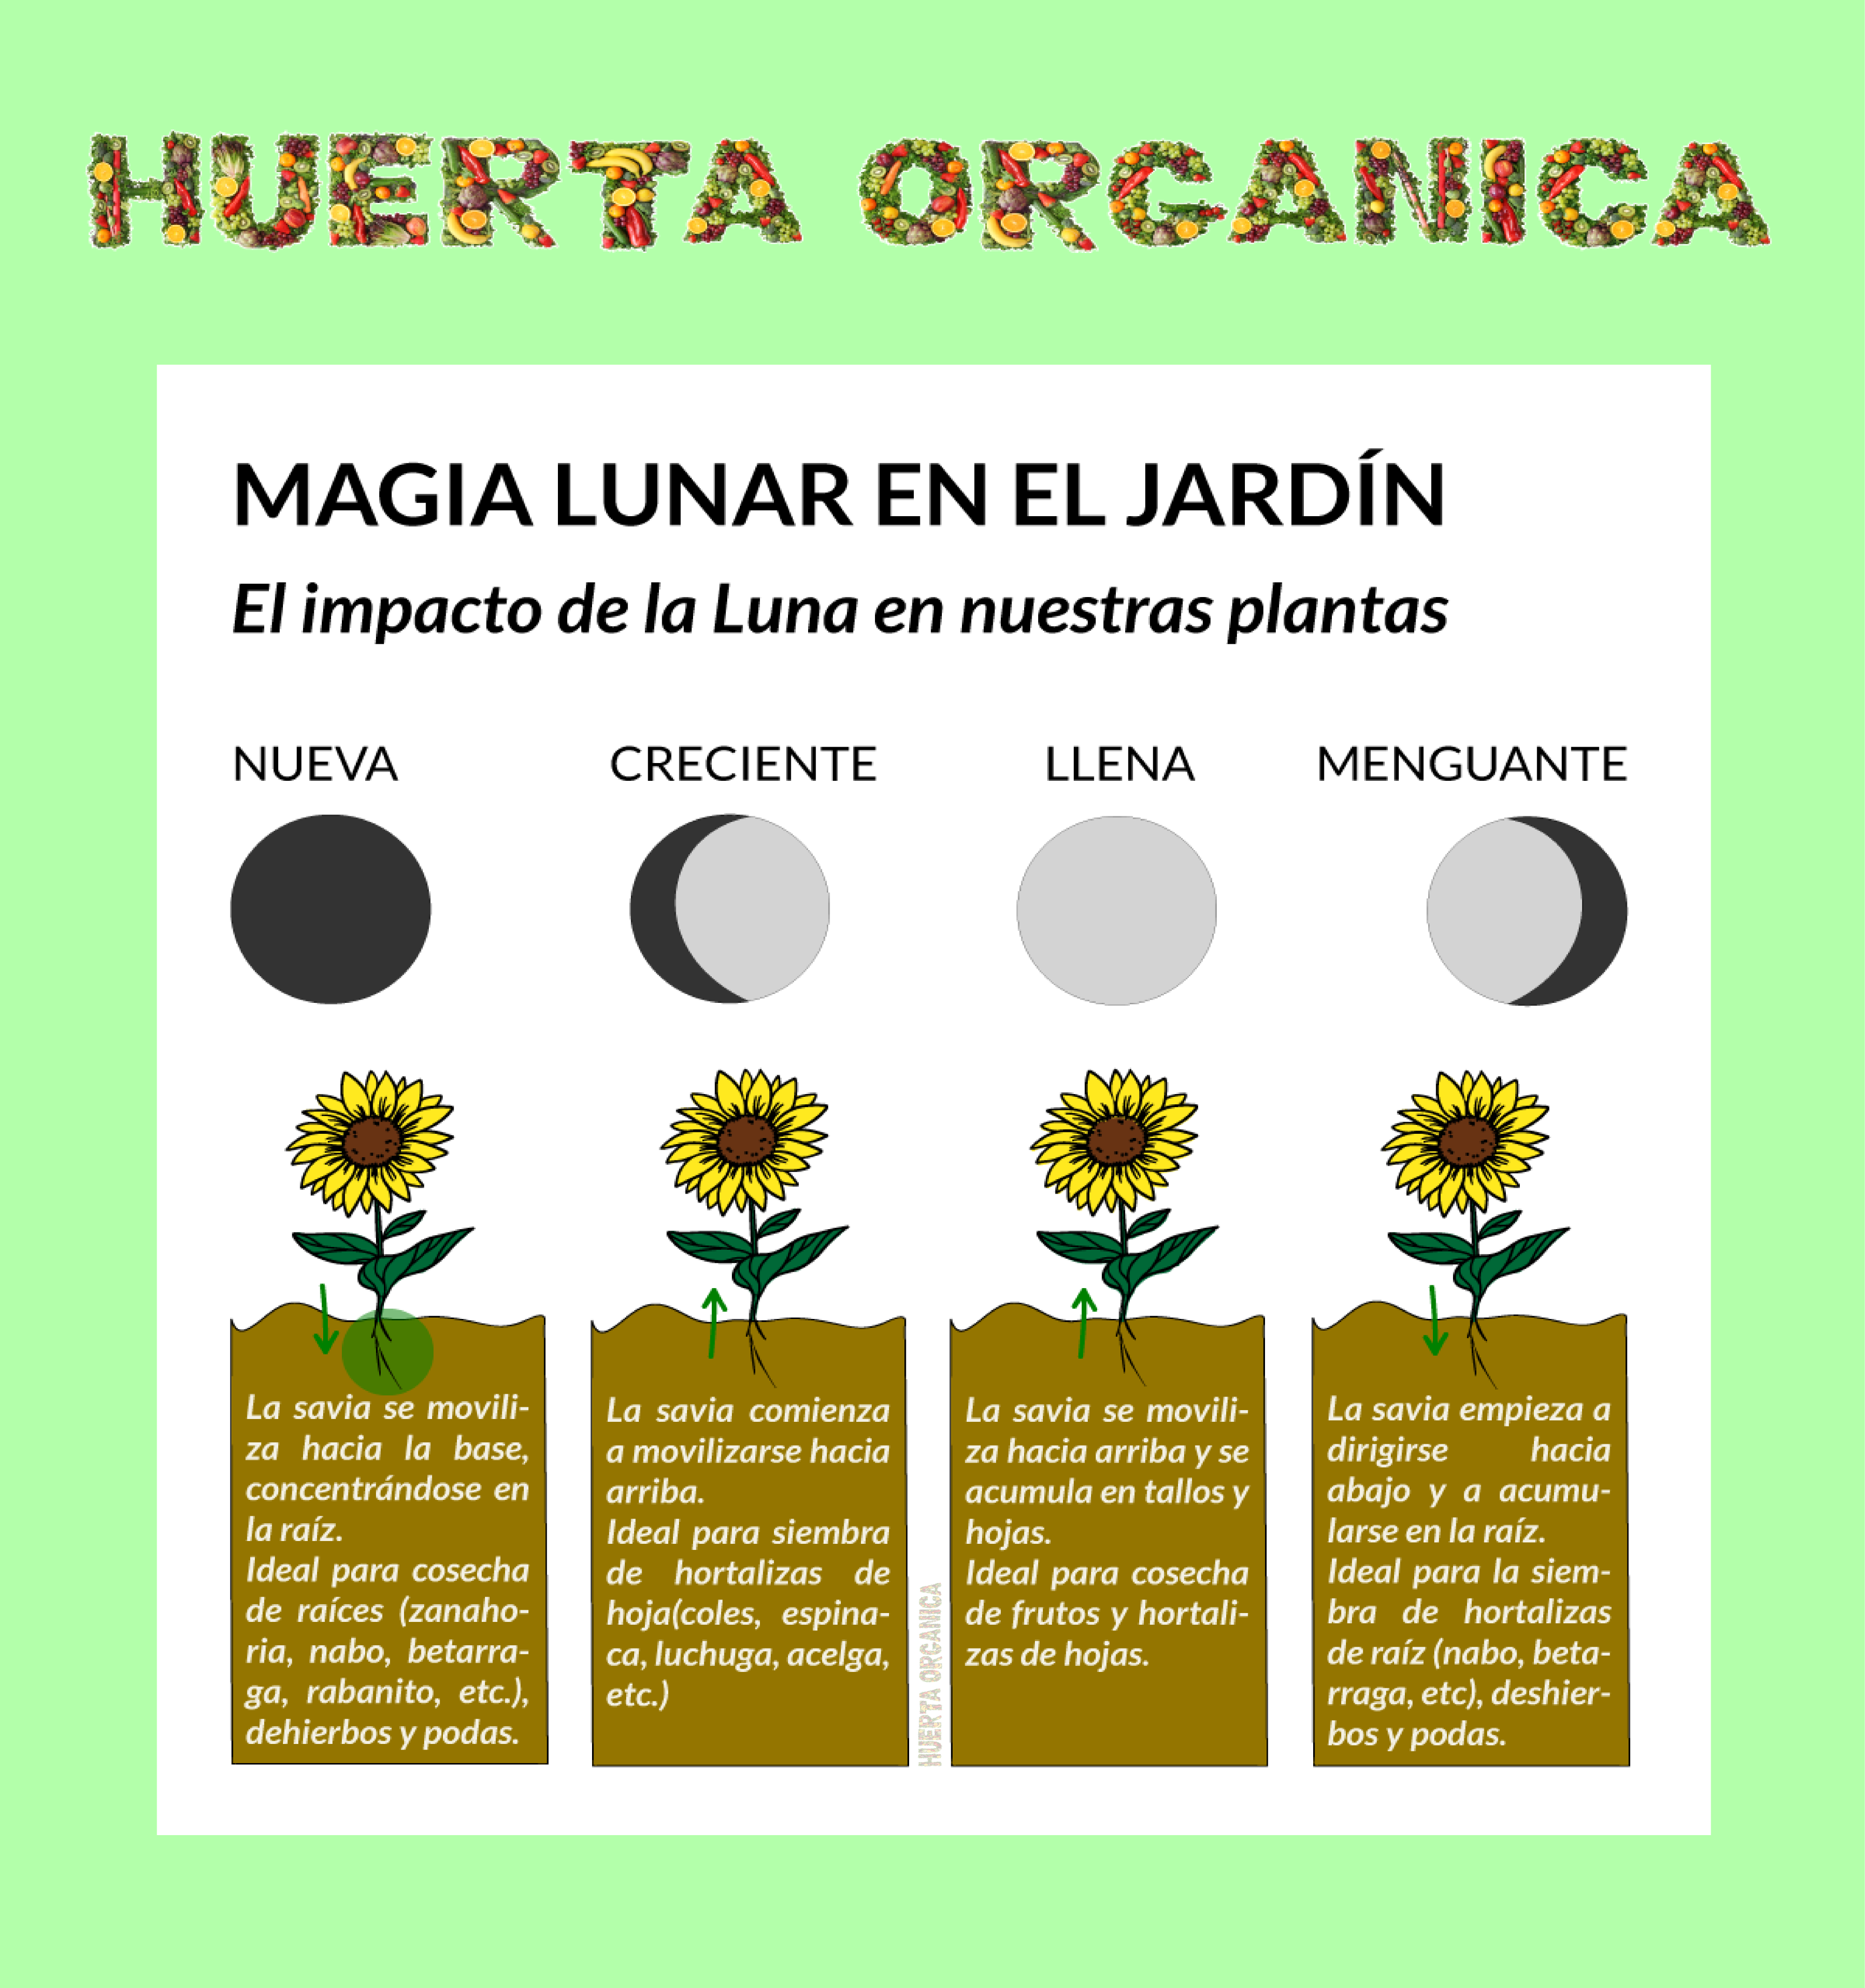 HUERTA ORGANICA
MAGIA LUNAR EN EL JARDÍN
El impacto de la Luna en nuestras plantas
NUEVA
CRECIENTE
LLENA
MENGUANTE
La savia se movili-
za hacia la base,
concentrándose en
la raíz.
Ideal para cosecha
de raíces (zanaho-
ria, nabo, betarra-
ga, rabanito, etc.),
dehierbos y podas.
La savia comienza
a movilizarse hacia
arriba.
Ideal para siembra
de hortalizas de
hoja(coles, espina-
ca, luchuga, acelga,
etc.)
HUERTA ORGANICA
La savia se movili-
za hacia arriba y se
acumula en tallos y
hojas.
Ideal para cosecha
de frutos y hortali-
zas de hojas.
La savia empieza a
dirigirse hacia
abajo y a acumu-
larse en la raíz.
Ideal para la siem-
bra de hortalizas
de raíz (nabo, beta-
rraga, etc), deshier-
bos y podas.